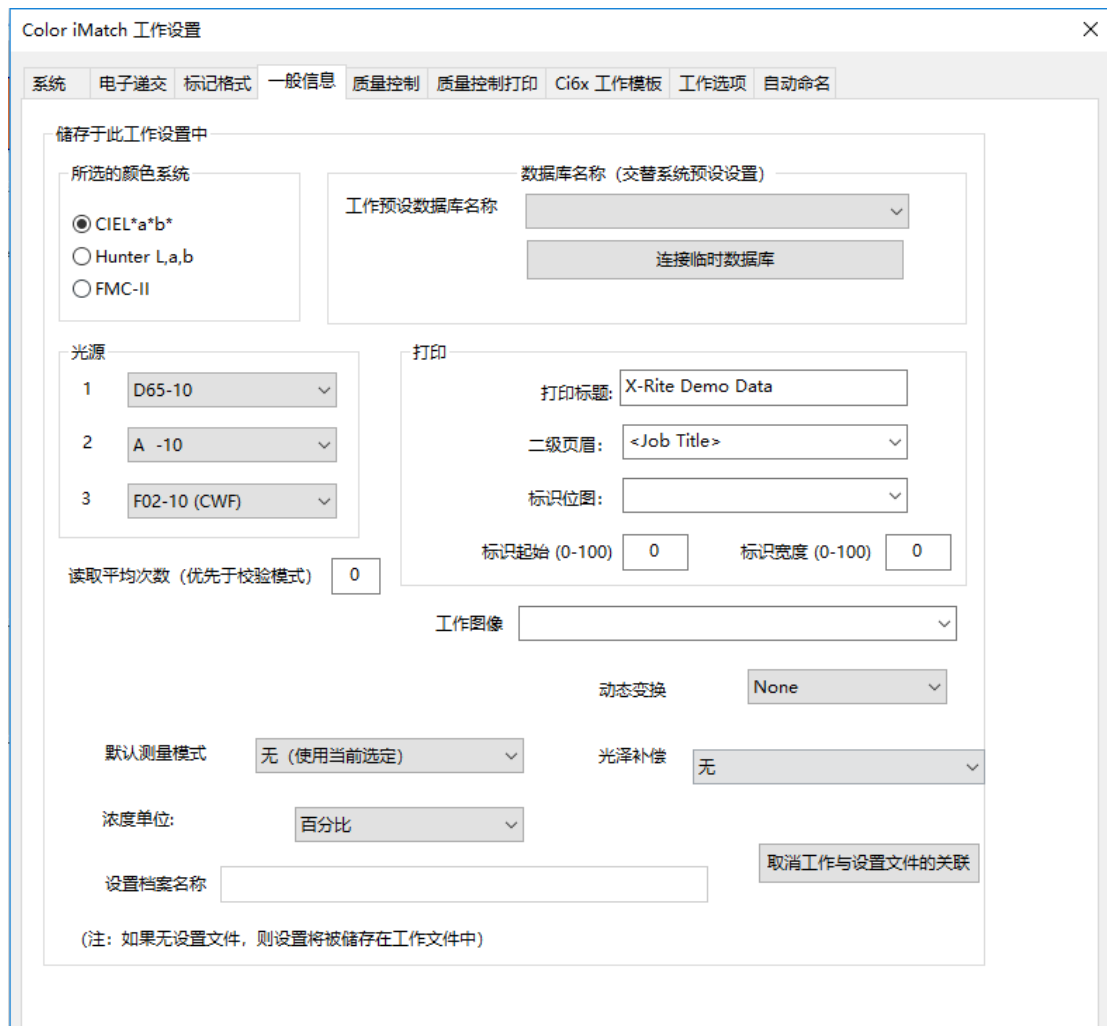 Color iMatch 工作设置
系统 电子递交 标记格式 一般信息 质量控制 质量控制打印 Ci6x 工作模板 工作选项 自动命名
储存于此工作设置中
所选的颜色系统
CIEL*a*b*
Hunter L,a,b
FMC-II
数据库名称（交替系统预设设置）
工作预设数据库名称
连接临时数据库
光源
1 D65-10
2 A -10
3 F02-10 (CWF)
打印
打印标题: X-Rite Demo Data
二级页眉： <Job Title>
标识位图：
标识起始 (0-100) 0 标识宽度 (0-100) 0
读取平均次数（优先于校验模式） 0
工作图像
动态变换 None
默认测量模式 无（使用当前选定） 光泽补偿 无
浓度单位: 百分比
取消工作与设置文件的关联
设置档案名称
(注：如果无设置文件，则设置将被储存在工作文件中)